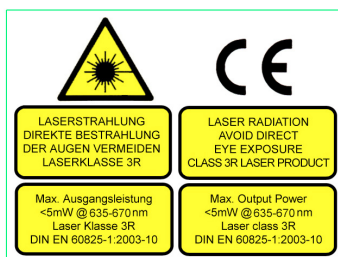 CE
LASERSTRAHLUNG
DIREKTE BESTRAHLUNG
DER AUGEN VERMEIDEN
LASERKLASSE 3R
LASER RADIATION
AVOID DIRECT
EYE EXPOSURE
CLASS 3R LASER PRODUCT
Max. Ausgangsleistung
<5mW @ 635-670 nm
Laser Klasse 3R
DIN EN 60825-1:2003-10
Max. Output Power
<5mW @ 635-670 nm
Laser class 3R
DIN EN 60825-1:2003-10